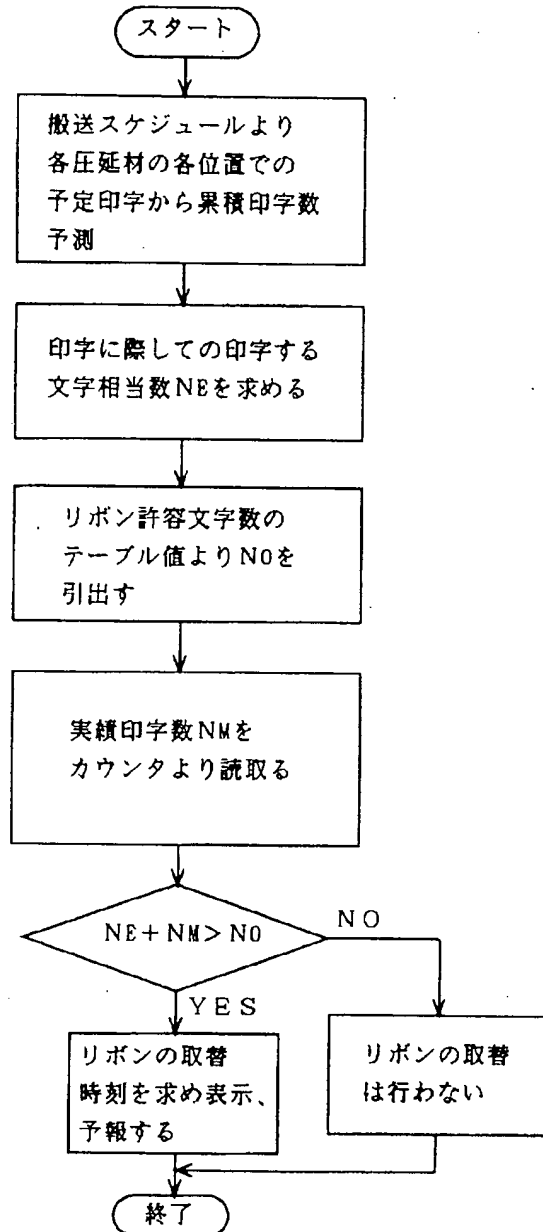 スタート
搬送スケジュールより
各圧延材の各位置での
予定印字から累積印字数
予測
印字に際しての印字する
文字相当数NEを求める
リボン許容文字数の
テーブル値よりN0を
引出す
実績印字数NMを
カウンタより読取る
NE+NM>N0
NO
YES
リボンの取替
時刻を求め表示、
予報する
リボンの取替
は行わない
終了